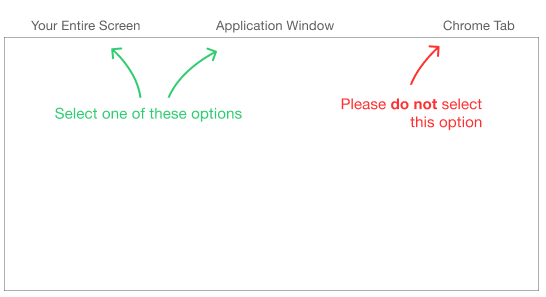 Your Entire Screen
Application Window
Chrome Tab
Select one of these options
Please do not select
this option